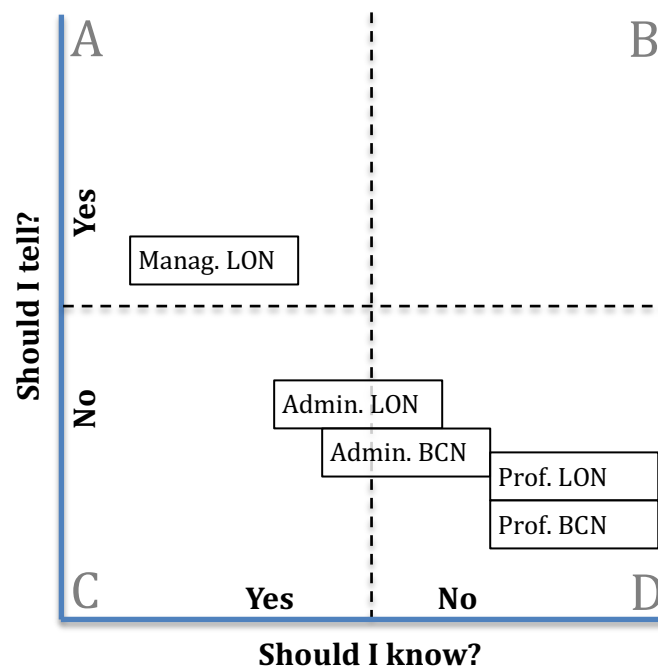 A
B
Should I tell?
Yes
Manag. LON
No
Admin. LON
Admin. BCN
Prof. LON
Prof. BCN
C
D
Yes
No
Should I know?